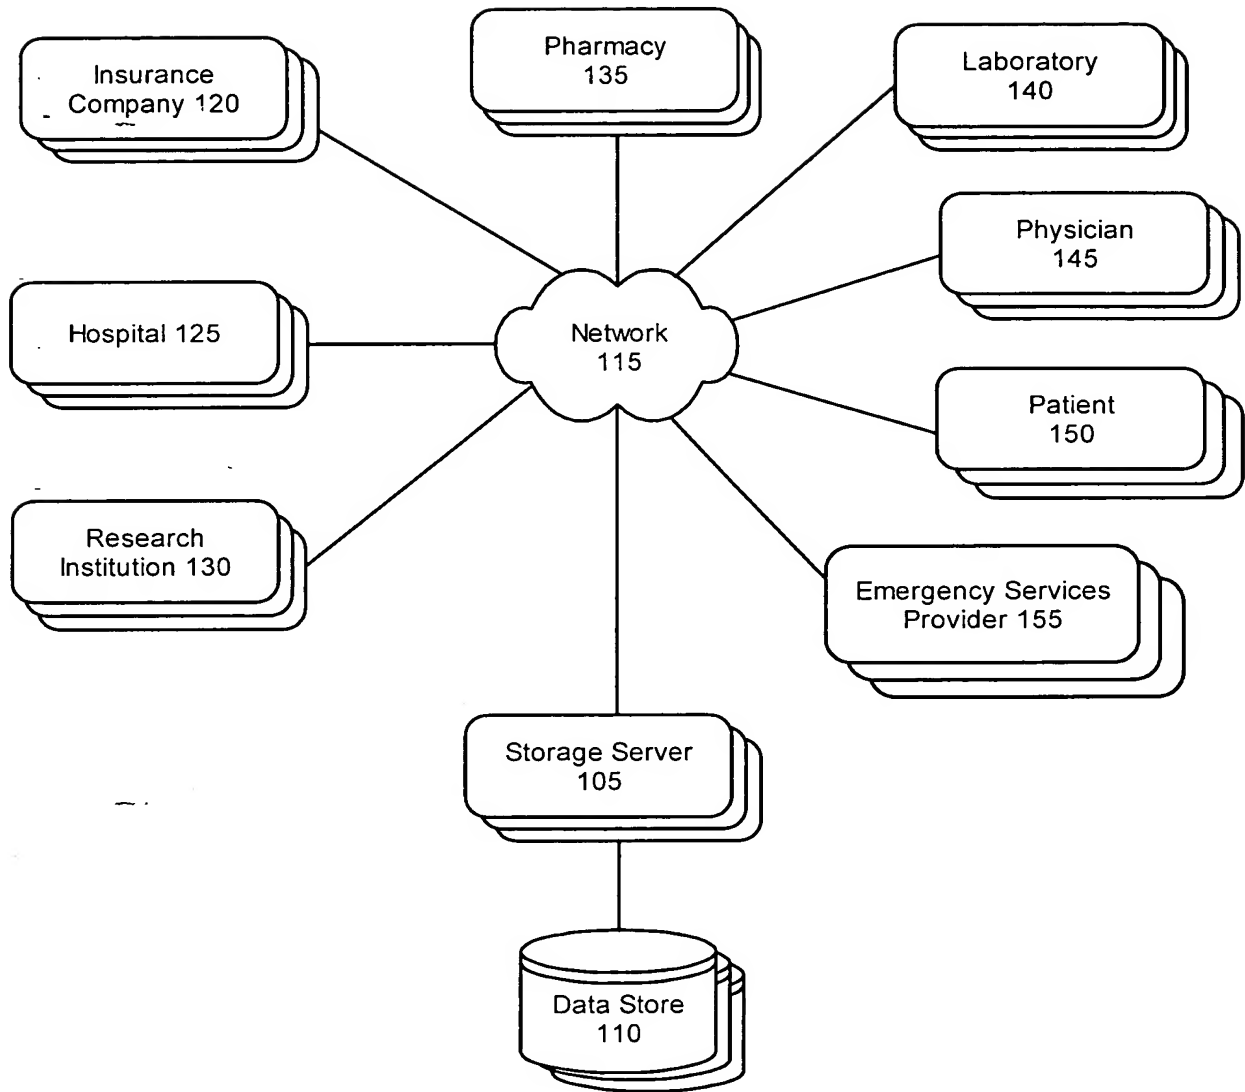 Insurance
Company 120
Pharmacy
135
Laboratory
140
Physician
145
Hospital 125
Network
115
Patient
150
Research
Institution 130
Emergency Services
Provider 155
Storage Server
105
Data Store
110